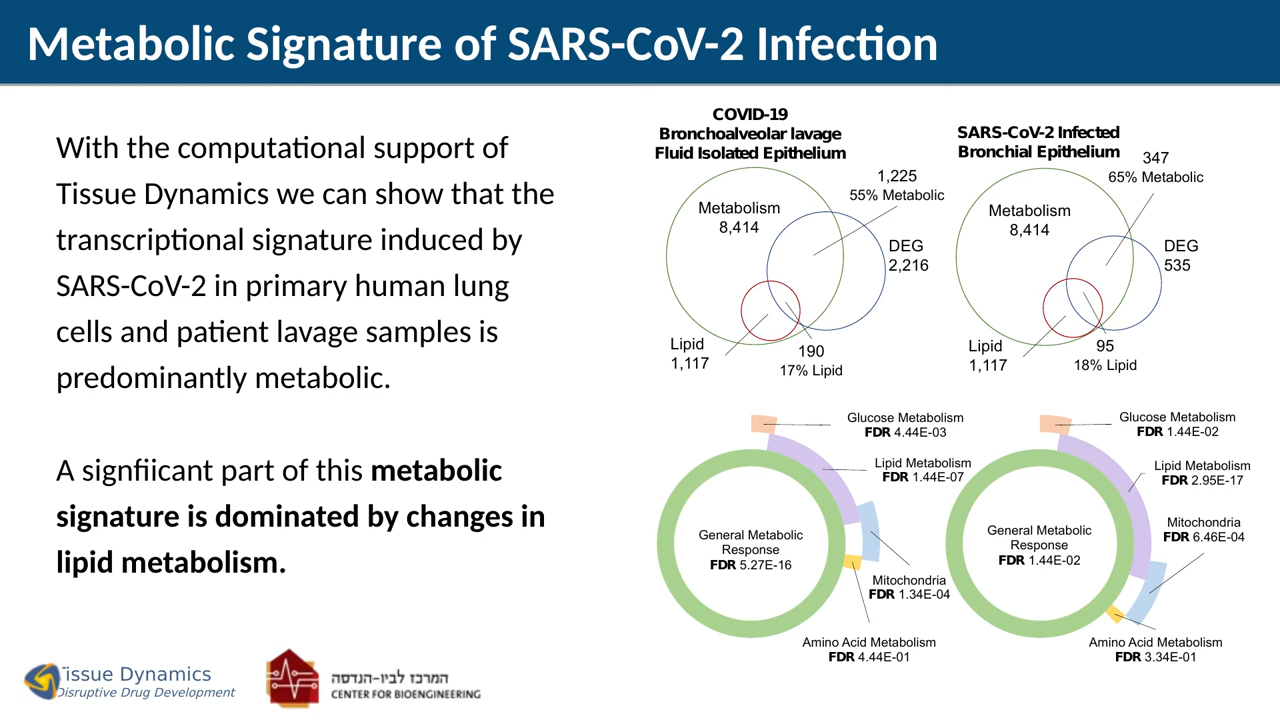 Metabolic Signature of SARS-CoV-2 Infection
With the computational support of
Tissue Dynamics we can show that the
transcriptional signature induced by
SARS-CoV-2 in primary human lung
cells and patient lavage samples is
predominantly metabolic.
A signfiicant part of this metabolic
signature is dominated by changes in
lipid metabolism.
COVID-19
Bronchoalveolar lavage
Fluid Isolated Epithelium
1,225
55% Metabolic
Metabolism
8,414
DEG
2,216
Lipid
1,117
190
17% Lipid
SARS-CoV-2 Infected
Bronchial Epithelium
347
65% Metabolic
Metabolism
8,414
DEG
535
Lipid
1,117
95
18% Lipid
Glucose Metabolism
FDR 4.44E-03
Lipid Metabolism
FDR 1.44E-07
General Metabolic
Response
FDR 5.27E-16
Mitochondria
FDR 1.34E-04
Amino Acid Metabolism
FDR 4.44E-01
Glucose Metabolism
FDR 1.44E-02
Lipid Metabolism
FDR 2.95E-17
Mitochondria
FDR 6.46E-04
General Metabolic
Response
FDR 1.44E-02
Amino Acid Metabolism
FDR 3.34E-01
Tissue Dynamics
Disruptive Drug Development
המרכז לביו-הנדסה
CENTER FOR BIOENGINEERING